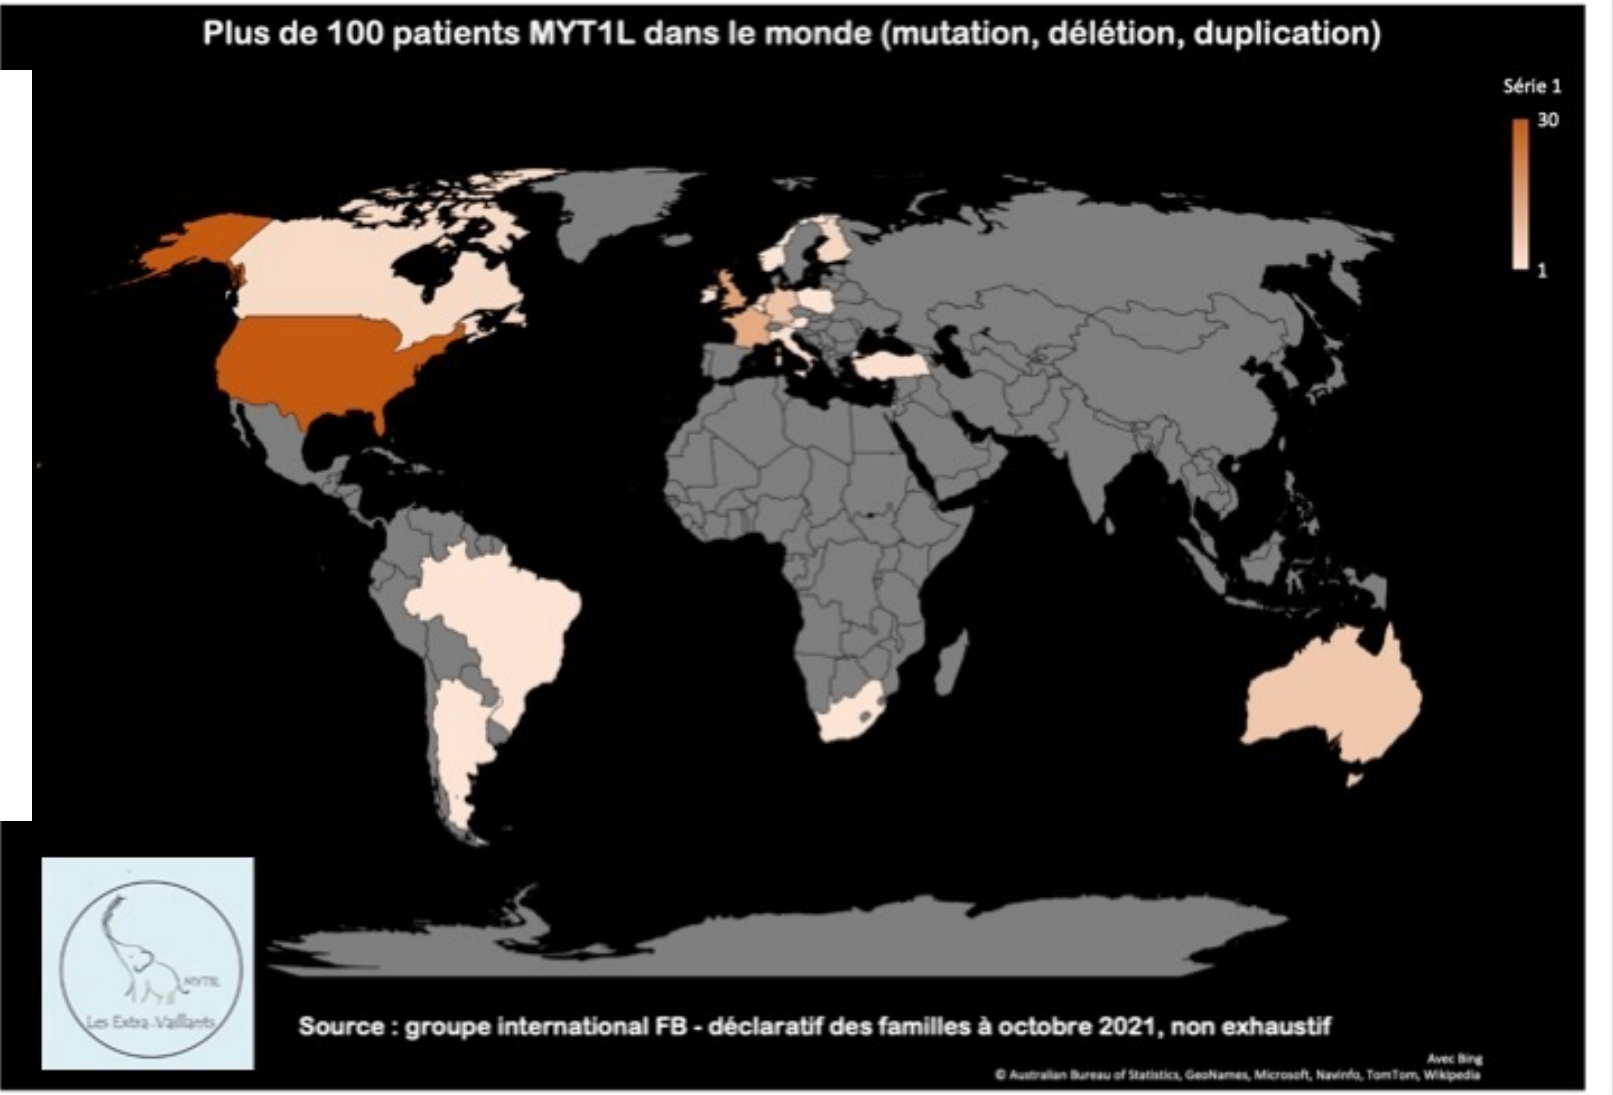 Plus de 100 patients MYT1L dans le monde (mutation, délétion, duplication)
Série 1
30
1
MYT1L
Les Extra-Vaillants
Source : groupe international FB - déclaratif des familles à octobre 2021, non exhaustif
Avec Bing
© Australian Bureau of Statistics, GeoNames, Microsoft, Navinfo, TomTom, Wikipedia